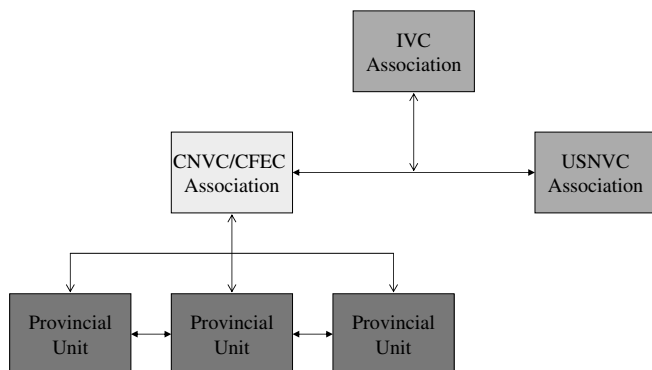 IVC
Association
CNVC/CFEC
Association
USNVC
Association
Provincial
Unit
Provincial
Unit
Provincial
Unit